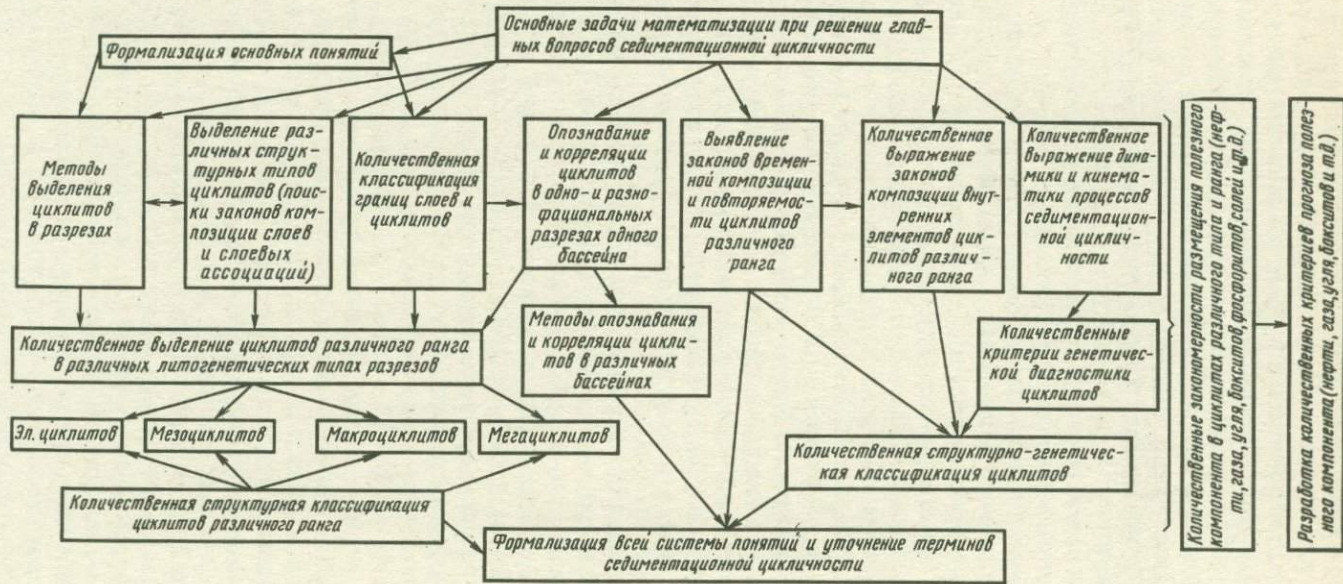 Основные задачи математизации при решении глав-
ных вопросов седиментационной цикличности
Формализация основных понятий
Методы
выделения
циклитов
в разрезах
Выделение раз-
личных струк-
турных типов
циклитов (поис-
ки законов ком-
позиции слоев
и слоевых
ассоциаций)
Количественная
классификация
границ слоев и
циклитов
Опознавание
и корреляции
циклитов
в одно- и разно-
фациональных
разрезах одного
бассейна
Выявление
законов времен-
ной композиции
и повторяемос-
ти циклитов
различного
ранга
Количественное
выражение
законов
композиции внут-
ренних
элементов цик-
литов различ-
ного ранга
Количественное
выражение дина-
мики и кинема-
тики процессов
седиментацион-
ной циклич-
ности
Количественное выделение циклитов различного ранга
в различных литогенетических типах разрезов
Методы опознавания
и корреляции цикли-
тов в различных
бассейнах
Количественные
критерии генетичес-
кой диагностики
циклитов
Эл. циклитов
Мезоциклитов
Макроциклитов
Мегациклитов
Количественная структурно-генетичес-
кая классификация циклитов
Количественная структурная классификация
циклитов различного ранга
Формализация всей системы понятий и уточнение терминов
седиментационной цикличности
Количественные закономерности размещения полезного
компонента в циклитах различного типа и ранга (неф-
ти, газа, угля, бокситов, фосфоритов, солей и т.д.)
Разработка количественных критериев прогноза полез-
ного компонента (нефти, газа, угля, бокситов и т.д.)